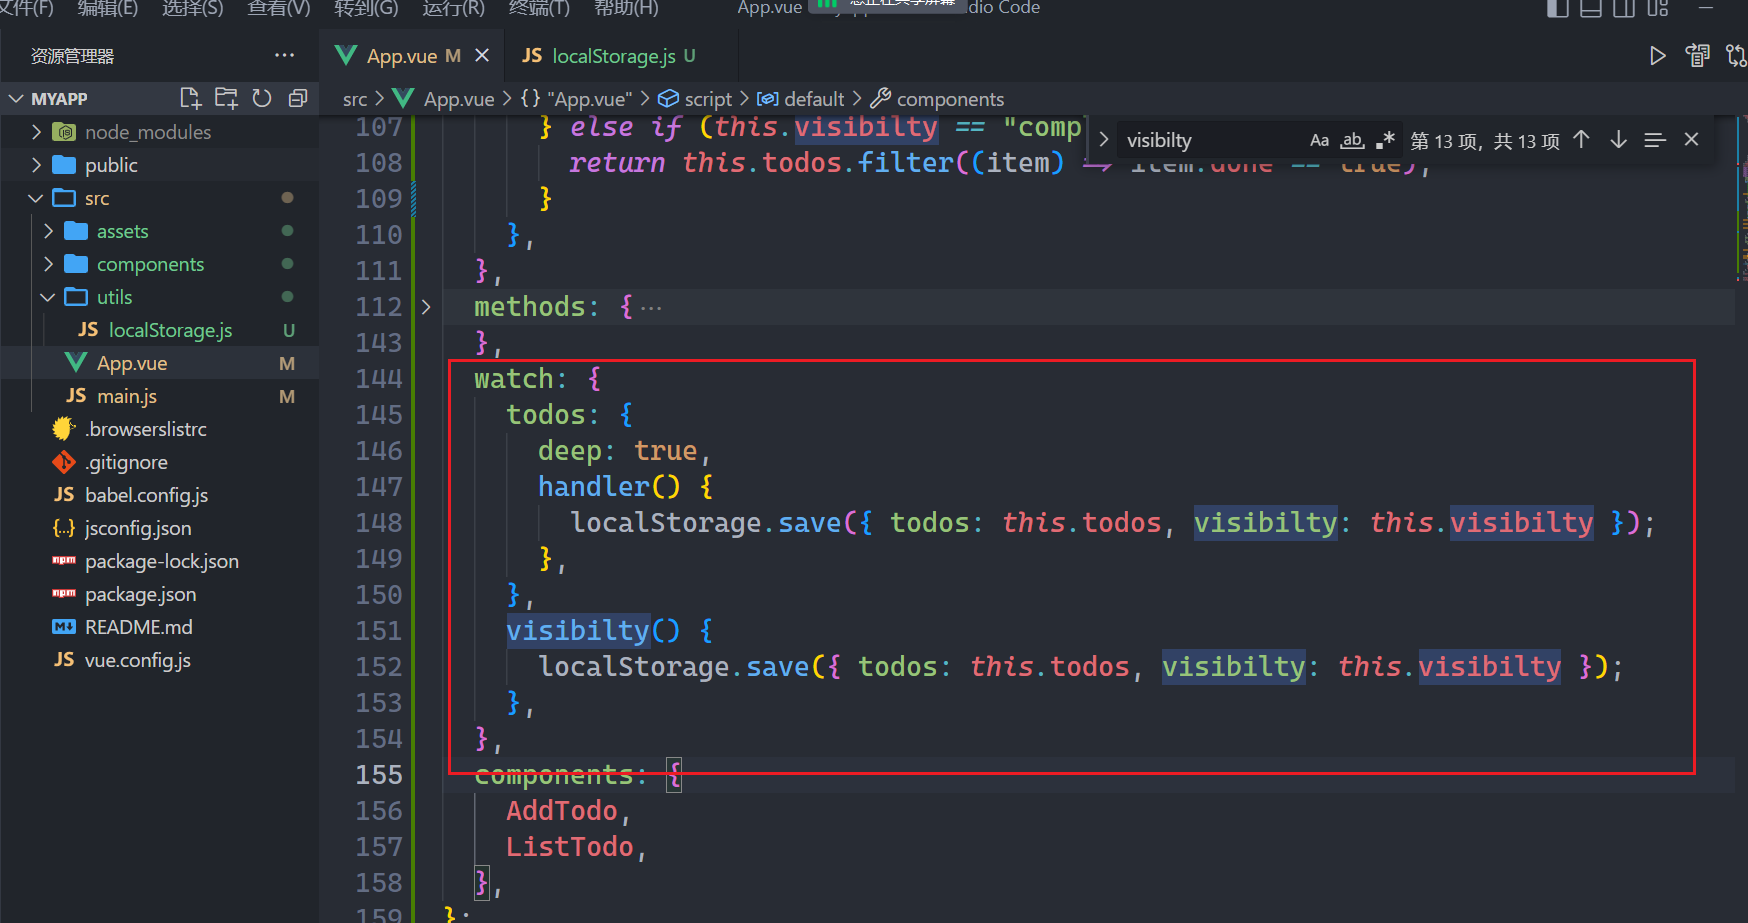 文件(F) 编辑(E) 选择(S) 查看(V) 转到(G) 运行(R) 终端(T) 帮助(H) App.vue dio Code
资源管理器 ···
App.vue M
JS localStorage.js U
MYAPP
src > App.vue > {} "App.vue" > script > default > components
node_modules
public
src
assets
components
utils
JS localStorage.js U
App.vue M
JS main.js M
.browserslistrc
.gitignore
JS babel.config.js
{..} jsconfig.json
npm package-lock.json
npm package.json
README.md
JS vue.config.js
visibilty Aa ab, .* 第 13 项，共 13 项
107 } else if (this.visibilty == "comp
108 return this.todos.filter((item) => item.done == true);
109 }
110 },
111 },
112 methods: { ···
143 },
144 watch: {
145 todos: {
146 deep: true,
147 handler() {
148 localStorage.save({ todos: this.todos, visibilty: this.visibilty });
149 },
150 },
151 visibilty() {
152 localStorage.save({ todos: this.todos, visibilty: this.visibilty });
153 },
154 },
155 components: {
156 AddTodo,
157 ListTodo,
158 },
159 };